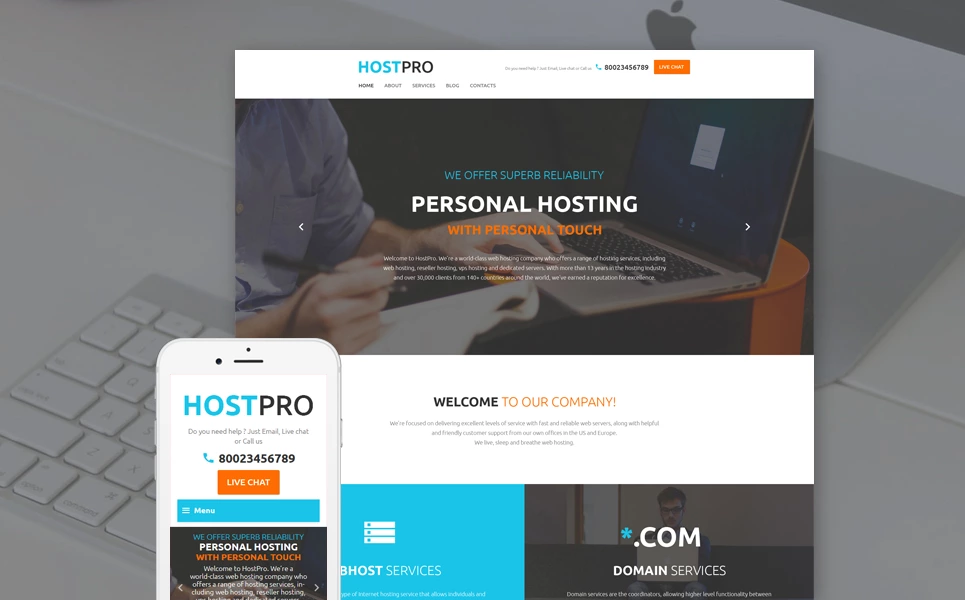 HOSTPRO
Do you need help ? Just Email, Live chat or Call us
80023456789
LIVE CHAT
HOME ABOUT SERVICES BLOG CONTACTS
WE OFFER SUPERB RELIABILITY
PERSONAL HOSTING
WITH PERSONAL TOUCH
Welcome to HostPro. We're a world-class web hosting company who offers a range of hosting services, including
web hosting, reseller hosting, vps hosting and dedicated servers. With more than 13 years in the hosting industry
and over 30,000 clients from 140+ countries around the world, we've earned a reputation for excellence.
WELCOME TO OUR COMPANY!
We're focused on delivering excellent levels of service with fast and reliable web servers, along with helpful
and friendly customer support from our own offices in the US and Europe.
We live, sleep and breathe web hosting.
BHOST SERVICES
type of Internet hosting service that allows individuals and
*.COM
DOMAIN SERVICES
Domain services are the coordinators, allowing higher level functionality between
HOSTPRO
Do you need help ? Just Email, Live chat
or Call us
80023456789
LIVE CHAT
Menu
WE OFFER SUPERB RELIABILITY
PERSONAL HOSTING
WITH PERSONAL TOUCH
Welcome to HostPro. We're a
world-class web hosting company who
offers a range of hosting services, in-
cluding web hosting, reseller hosting,
vps hosting and dedicated servers.